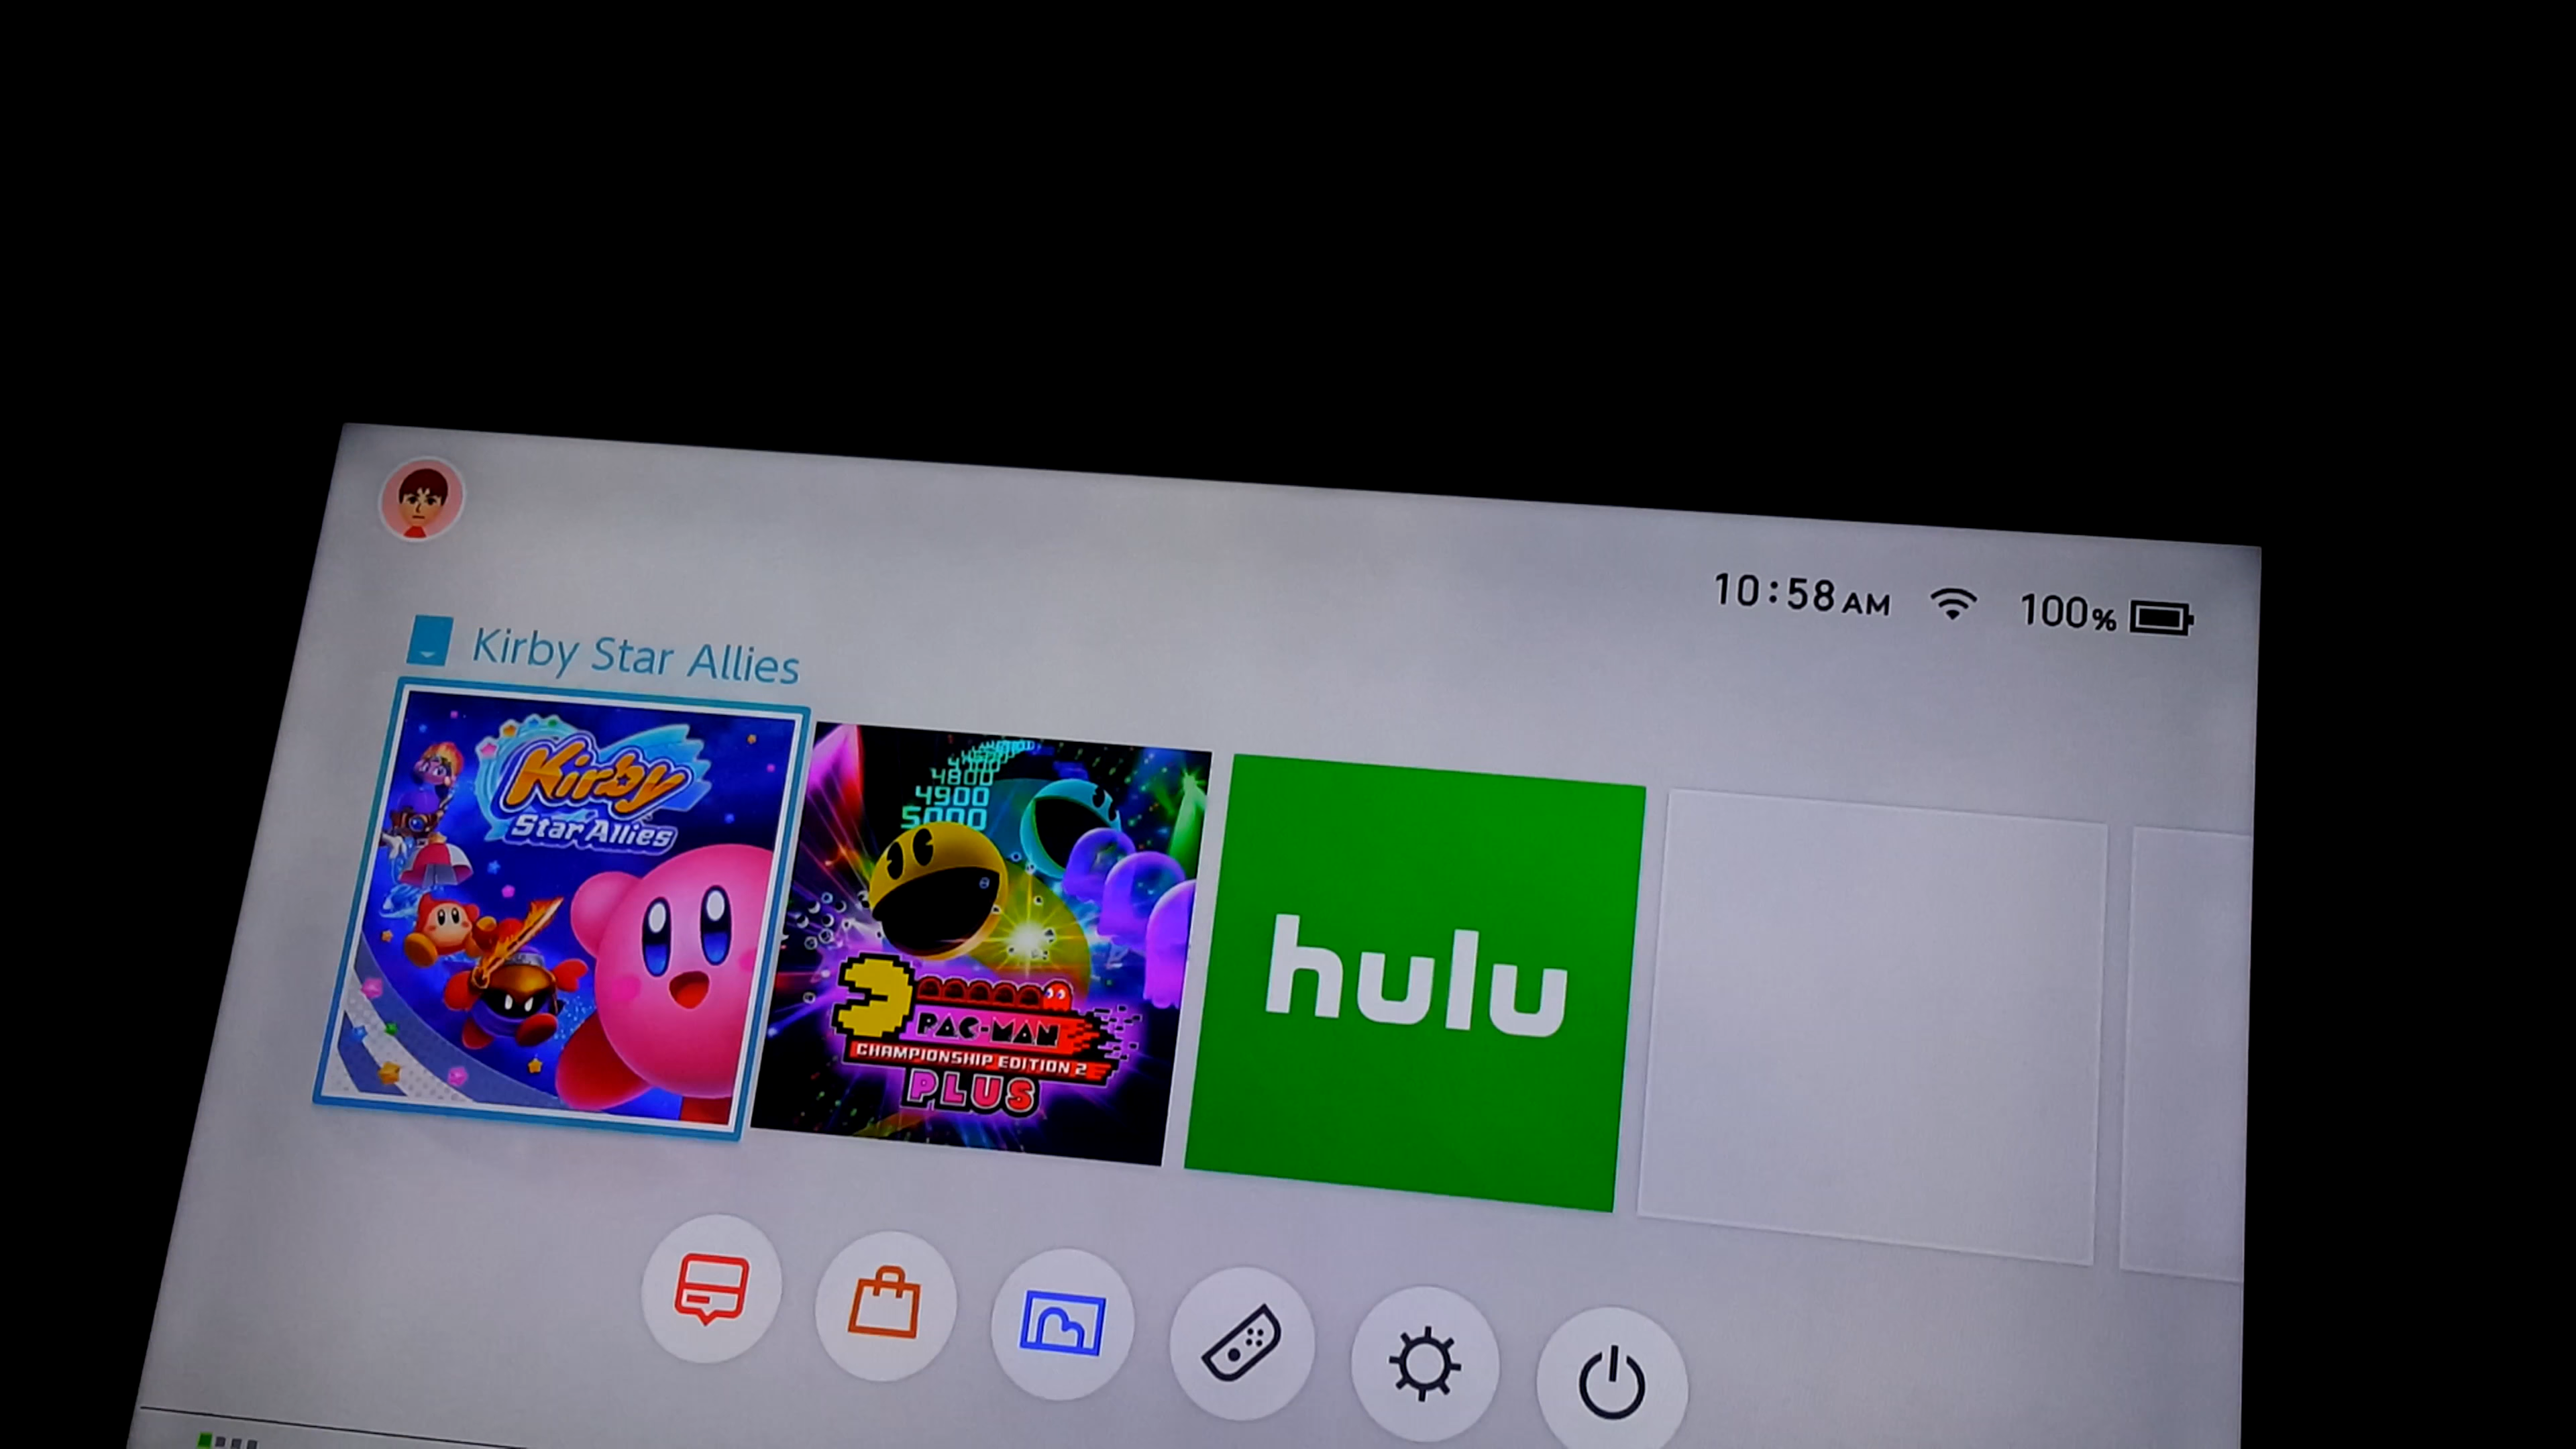 10:58 AM 100%
Kirby Star Allies
Kirby
Star Allies
4800
4900
5000
PAC-MAN
CHAMPIONSHIP EDITION 2
PLUS
hulu